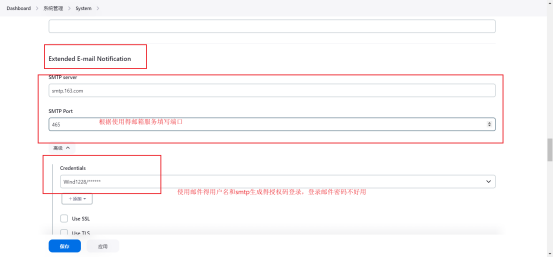 Dashboard > 系统管理 > System >
Extended E-mail Notification
SMTP server
smtp.163.com
SMTP Port
465
根据使用得邮箱服务填写端口
高级
Credentials
Wind1228/******
使用邮件得用户名和smtp生成得授权码登录,登录邮件密码不好用
+ 添加
Use SSL
Use TLS
保存
应用